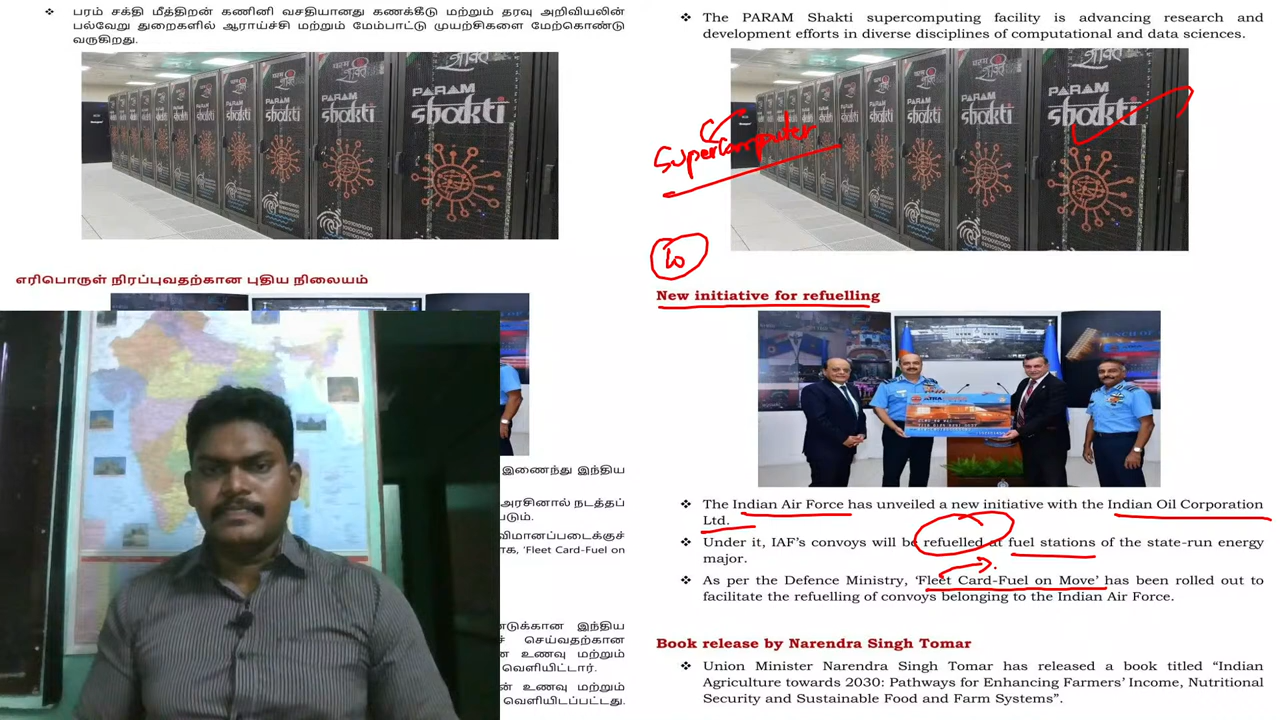 ❖ பரம் சக்தி மீத்திறன் கணினி வசதியானது கணக்கீடு மற்றும் தரவு அறிவியலின்
பல்வேறு துறைகளில் ஆராய்ச்சி மற்றும் மேம்பாட்டு முயற்சிகளை மேற்கொண்டு
வருகிறது.
PARAM
Shakti
PARAM
Shakti
PARAM
Shakti
எரிபொருள் நிரப்புவதற்கான புதிய நிலையம்
இணைந்து இந்திய
அரசினால் நடத்தப்
படும்.
விமானப்படைக்குச்
'Fleet Card-Fuel on
இந்திய
செய்வதற்கான
உணவு மற்றும்
வெளியிட்டார்.
உணவு மற்றும்
வெளியிடப்பட்டது.
❖ The PARAM Shakti supercomputing facility is advancing research and
development efforts in diverse disciplines of computational and data sciences.
PARAM
Shakti
PARAM
Shakti
PARAM
Shakti
Supercomputer
New initiative for refuelling
❖ The Indian Air Force has unveiled a new initiative with the Indian Oil Corporation
Ltd.
❖ Under it, IAF's convoys will be refuelled at fuel stations of the state-run energy
major.
❖ As per the Defence Ministry, 'Fleet Card-Fuel on Move' has been rolled out to
facilitate the refuelling of convoys belonging to the Indian Air Force.
Book release by Narendra Singh Tomar
❖ Union Minister Narendra Singh Tomar has released a book titled "Indian
Agriculture towards 2030: Pathways for Enhancing Farmers' Income, Nutritional
Security and Sustainable Food and Farm Systems".